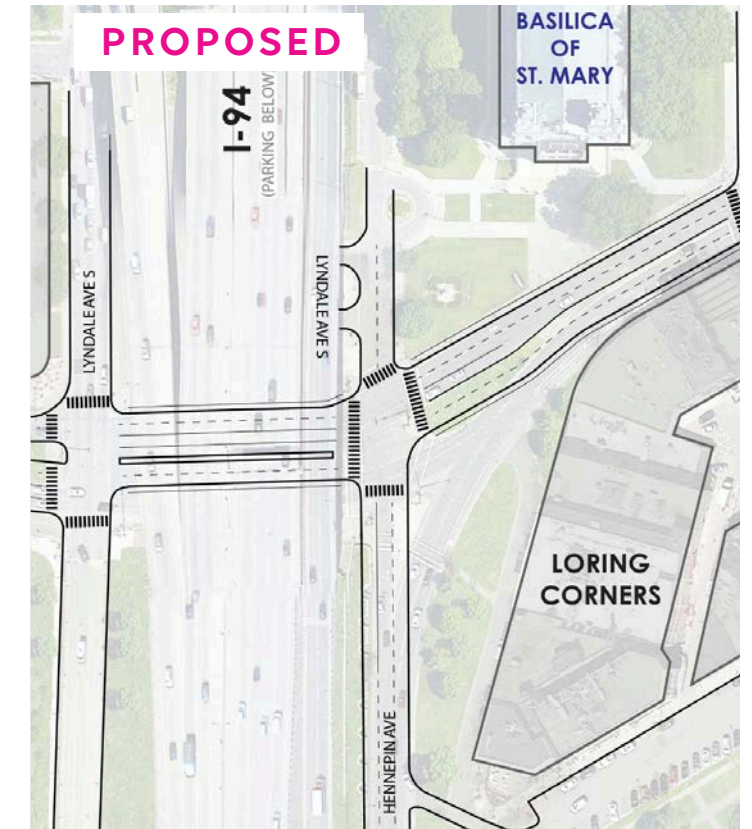 PROPOSED
BASILICA
OF
ST. MARY
I-94
(PARKING BELOW)
LYNDALE AVE S
LYNDALE AVE S
LORING
CORNERS
HENNEPIN AVE